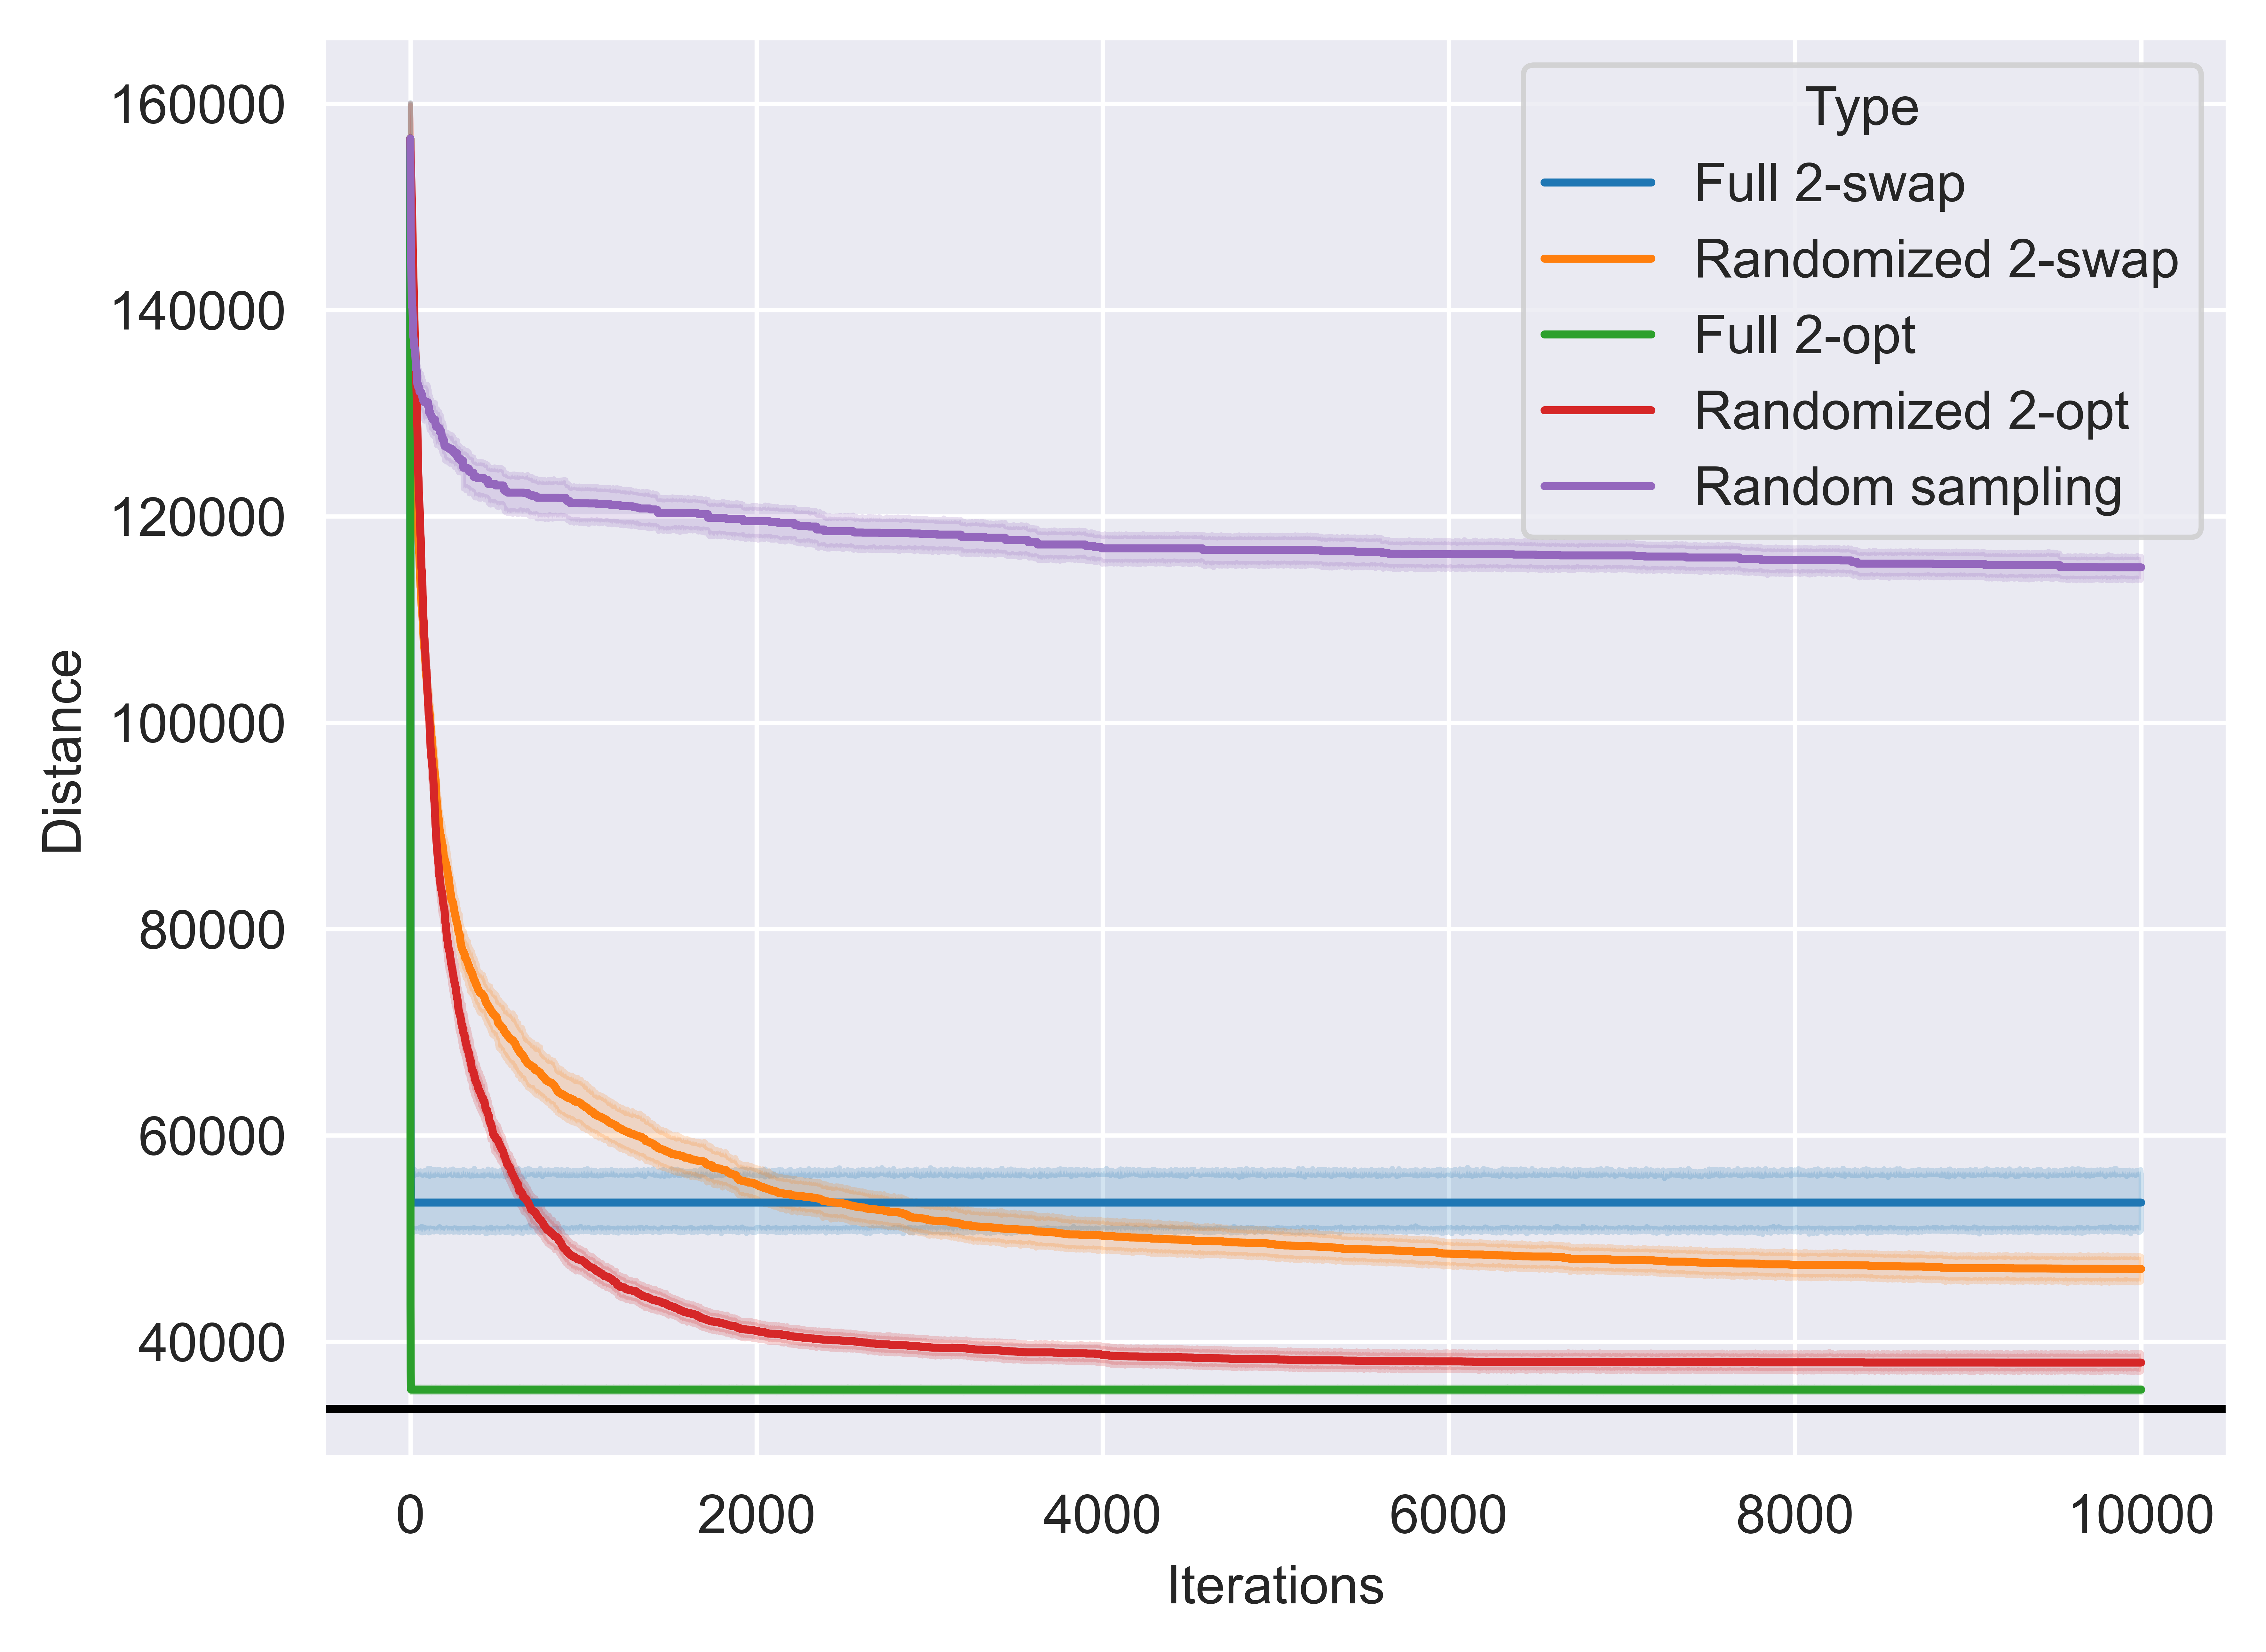 160000
140000
120000
100000
80000
60000
40000
Distance
Type
Full 2-swap
Randomized 2-swap
Full 2-opt
Randomized 2-opt
Random sampling
0 2000 4000 6000 8000 10000
Iterations